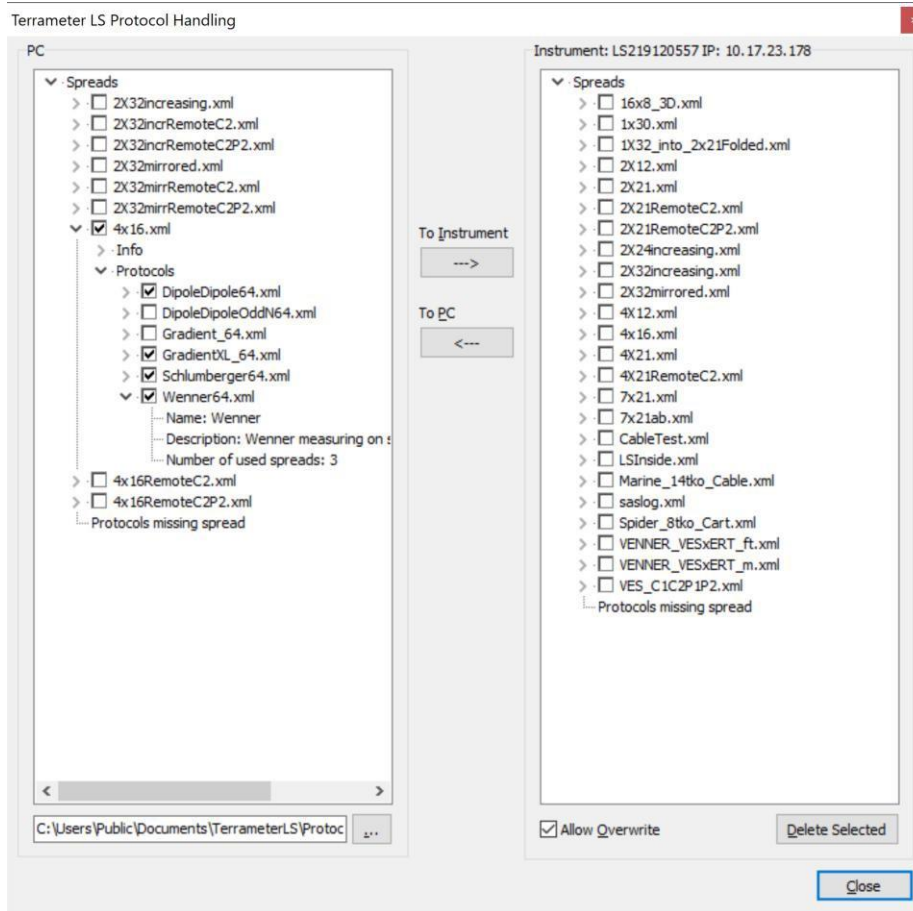 Terrameter LS Protocol Handling
PC
Spreads
2X32increasing.xml
2X32incrRemoteC2.xml
2X32incrRemoteC2P2.xml
2X32mirrored.xml
2X32mirrRemoteC2.xml
2X32mirrRemoteC2P2.xml
4x16.xml
Info
Protocols
DipoleDipole64.xml
DipoleDipoleOddN64.xml
Gradient_64.xml
GradientXL_64.xml
Schlumberger64.xml
Wenner64.xml
Name: Wenner
Description: Wenner measuring on s
Number of used spreads: 3
4x16RemoteC2.xml
4x16RemoteC2P2.xml
Protocols missing spread
C:\Users\Public\Documents\TerrameterLS\Protoc
...
To Instrument
--->
To PC
<---
Instrument: LS219120557 IP: 10.17.23.178
Spreads
16x8_3D.xml
1x30.xml
1X32_into_2x21Folded.xml
2X12.xml
2X21.xml
2X21RemoteC2.xml
2X21RemoteC2P2.xml
2X24increasing.xml
2X32increasing.xml
2X32mirrored.xml
4X12.xml
4x16.xml
4X21.xml
4X21RemoteC2.xml
7x21.xml
7x21ab.xml
CableTest.xml
LSInside.xml
Marine_14tko_Cable.xml
saslog.xml
Spider_8tko_Cart.xml
VENNER_VESxERT_ft.xml
VENNER_VESxERT_m.xml
VES_C1C2P1P2.xml
Protocols missing spread
Allow Overwrite
Delete Selected
Close